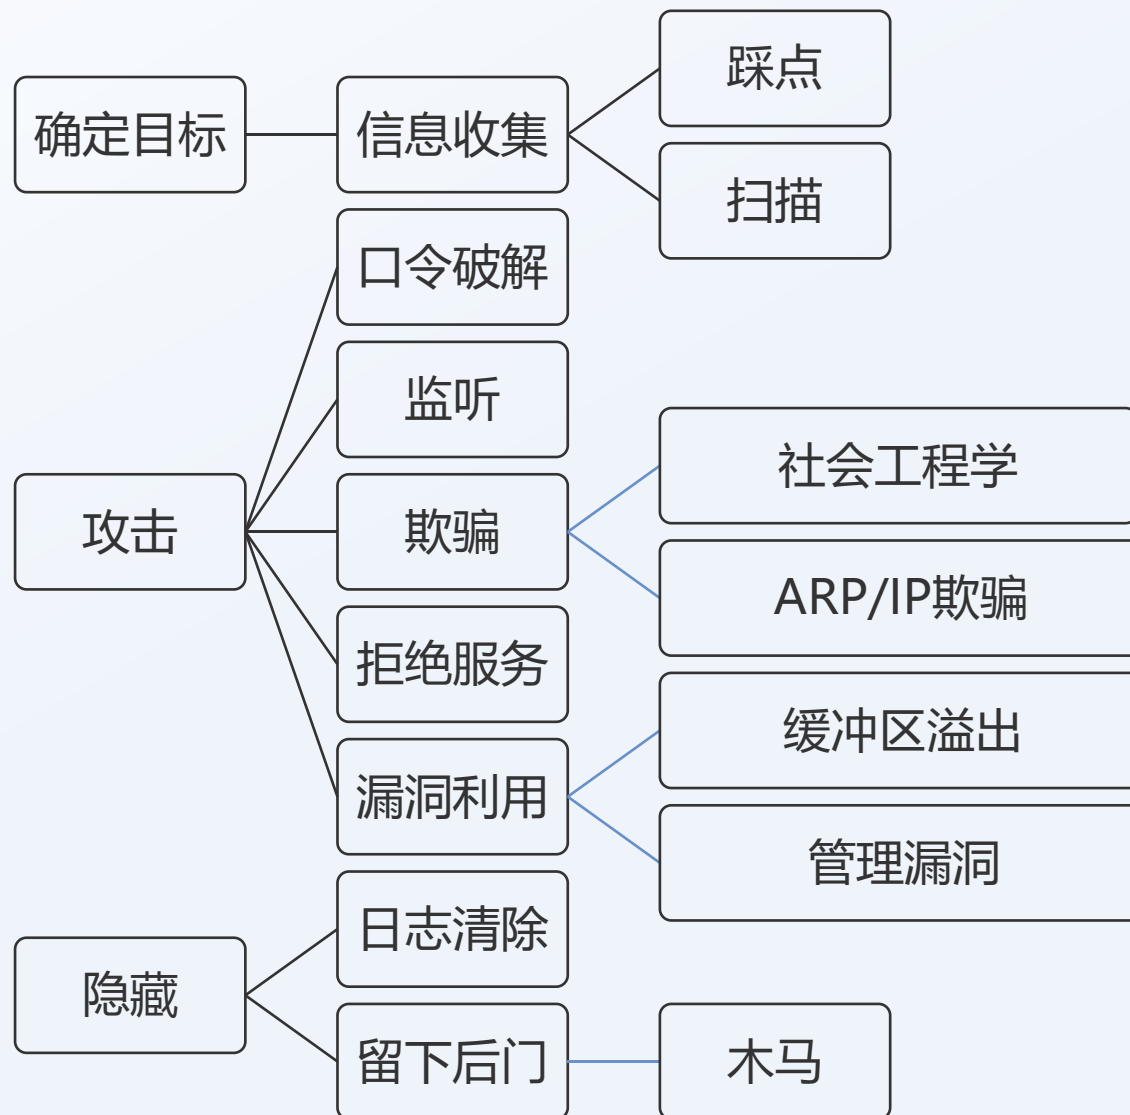 确定目标
信息收集
踩点
扫描
攻击
口令破解
监听
欺骗
社会工程学
ARP/IP欺骗
拒绝服务
漏洞利用
缓冲区溢出
管理漏洞
隐藏
日志清除
留下后门
木马